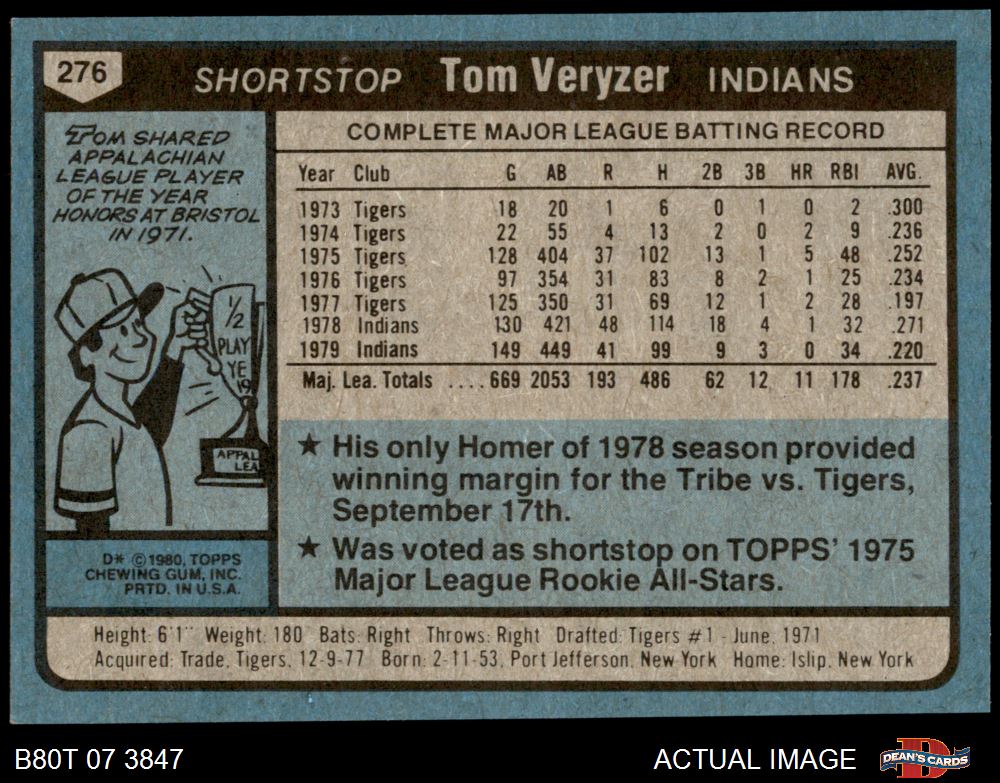 276 SHORTSTOP Tom Veryzer INDIANS
TOM SHARED
APPALACHIAN
LEAGUE PLAYER
OF THE YEAR
HONORS AT BRISTOL
IN 1971.
1/2
PLAY
YE
19
APPAL
LEA
D* ©1980, TOPPS
CHEWING GUM, INC.
PRTD. IN U.S.A.
COMPLETE MAJOR LEAGUE BATTING RECORD
Year Club G AB R H 2B 3B HR RBI AVG.
1973 Tigers 18 20 1 6 0 1 0 2 .300
1974 Tigers 22 55 4 13 2 0 2 9 .236
1975 Tigers 128 404 37 102 13 1 5 48 .252
1976 Tigers 97 354 31 83 8 2 1 25 .234
1977 Tigers 125 350 31 69 12 1 2 28 .197
1978 Indians 130 421 48 114 18 4 1 32 .271
1979 Indians 149 449 41 99 9 3 0 34 .220
Maj. Lea. Totals ....669 2053 193 486 62 12 11 178 .237
★ His only Homer of 1978 season provided
winning margin for the Tribe vs. Tigers,
September 17th.
★ Was voted as shortstop on TOPPS' 1975
Major League Rookie All-Stars.
Height: 6'1" Weight: 180 Bats: Right Throws: Right Drafted: Tigers #1 - June, 1971
Acquired: Trade, Tigers, 12-9-77 Born: 2-11-53, Port Jefferson, New York Home: Islip, New York
B80T 07 3847 ACTUAL IMAGE DEAN'S CARDS